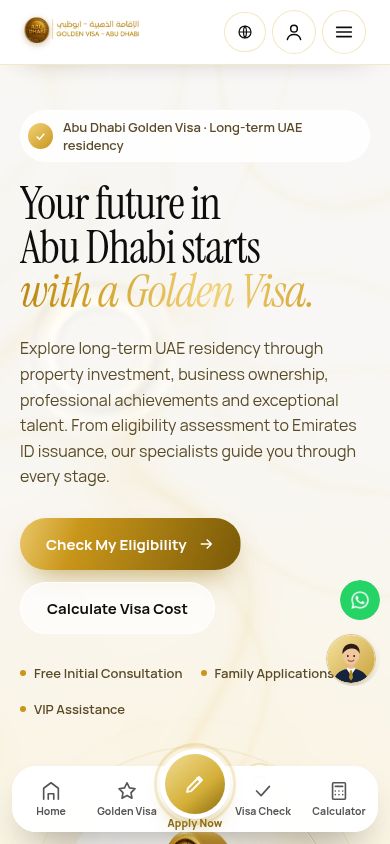 الإقامة الذهبية - أبوظبي
GOLDEN VISA - ABU DHABI
ABU
DHABI
Abu Dhabi Golden Visa · Long-term UAE
residency
Your future in
Abu Dhabi starts
with a Golden Visa.
Explore long-term UAE residency through
property investment, business ownership,
professional achievements and exceptional
talent. From eligibility assessment to Emirates
ID issuance, our specialists guide you through
every stage.
Check My Eligibility
Calculate Visa Cost
Free Initial Consultation
Family Applications
VIP Assistance
Home
Golden Visa
Apply Now
Visa Check
Calculator